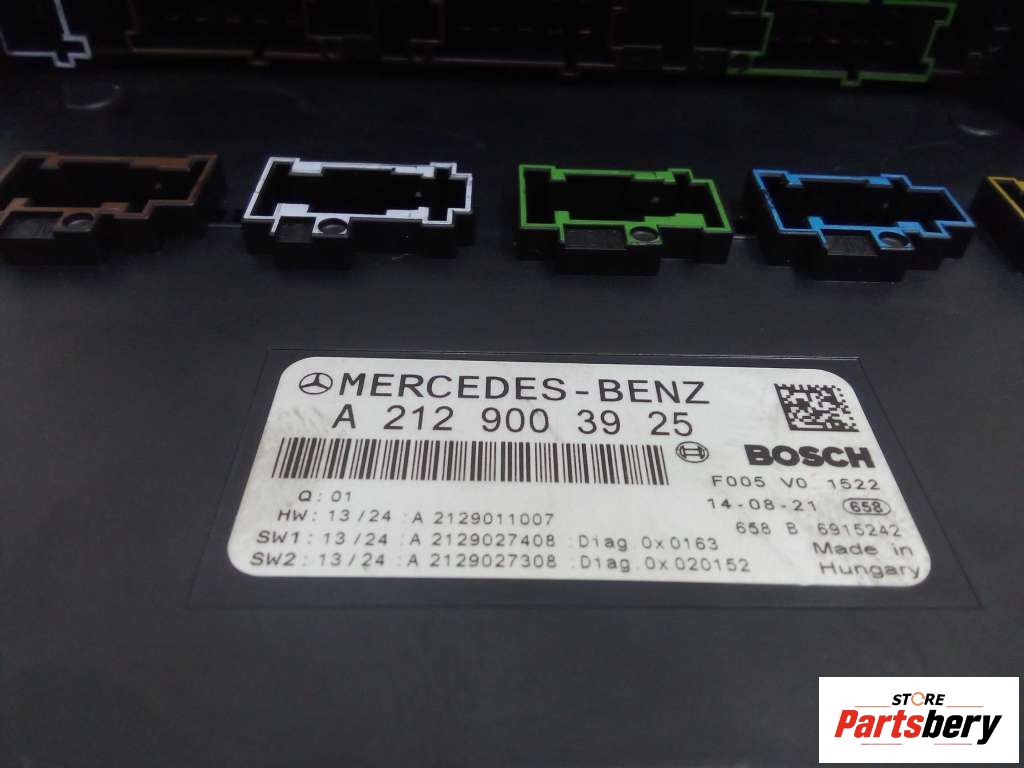 MERCEDES-BENZ
A 212 900 39 25
BOSCH
F005 V0 1522
Q: 01
14-08-21 658
HW: 13/24 :A 2129011007
658 B 6915242
SW1: 13/24 :A 2129027408 :Diag.0x0163
Made in
SW2: 13/24 :A 2129027308 :Diag.0x020152
Hungary
STORE
Partsbery